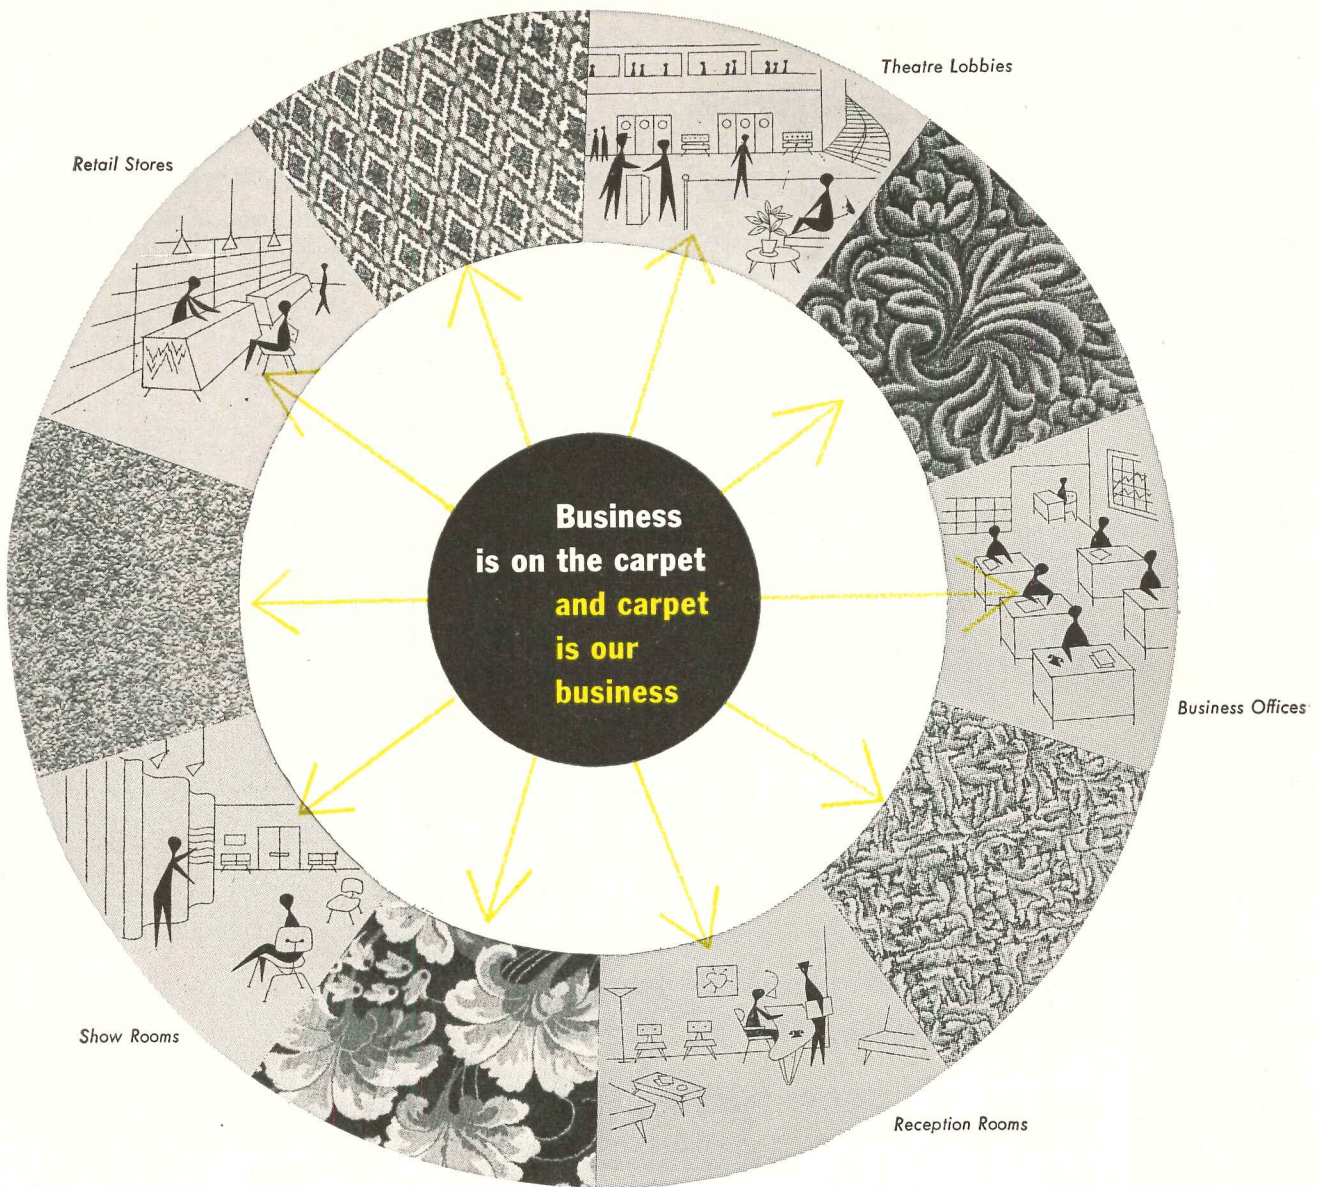 Theatre Lobbies
Retail Stores
Business
is on the carpet
and carpet
is our
business
Business Offices
Show Rooms
Reception Rooms